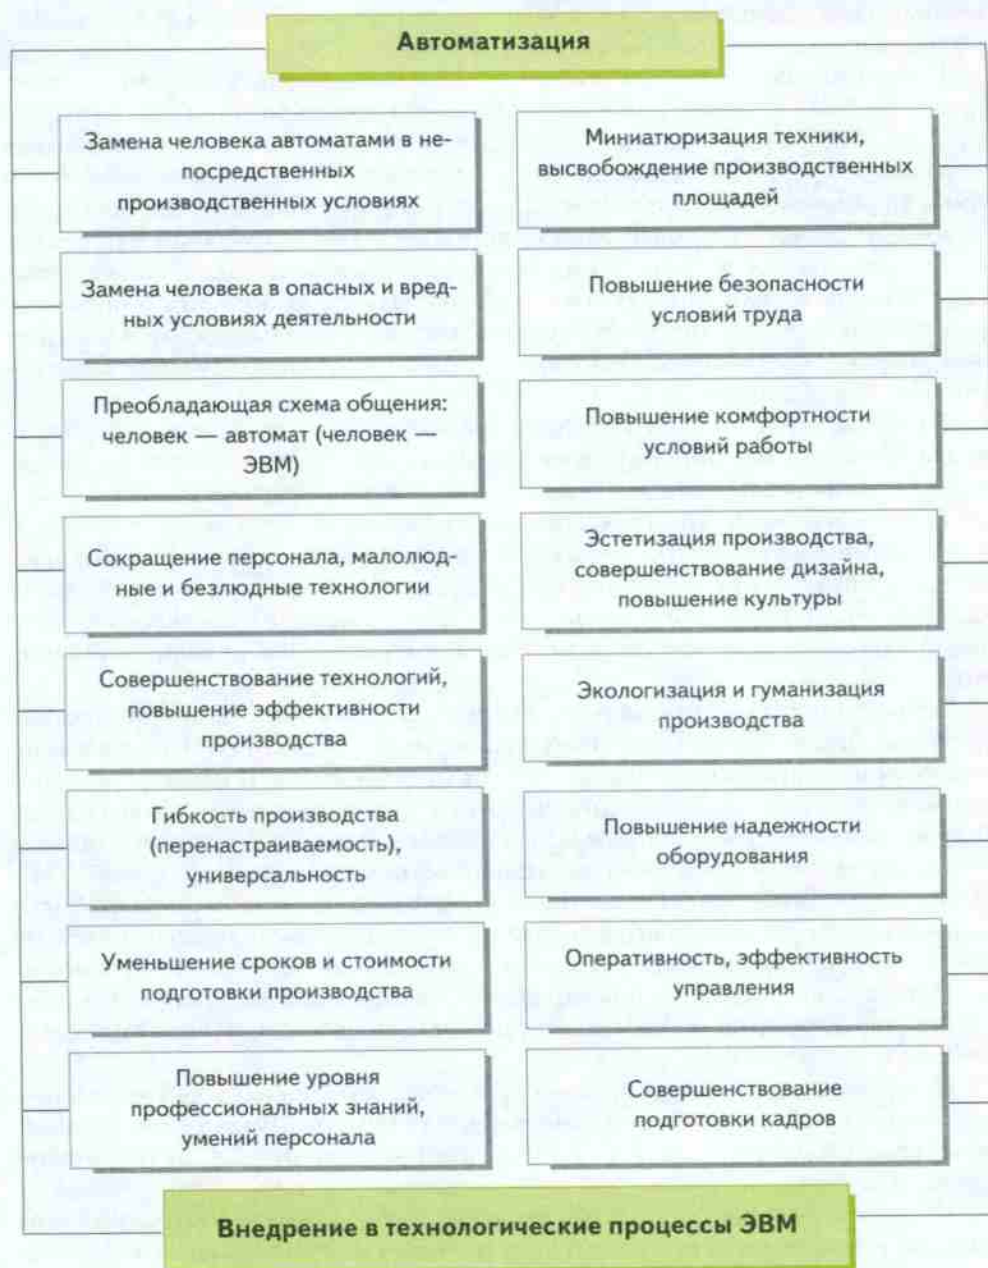 Автоматизация
Замена человека автоматами в не-
посредственных
производственных условиях
Миниатюризация техники,
высвобождение производственных
площадей
Замена человека в опасных и вред-
ных условиях деятельности
Повышение безопасности
условий труда
Преобладающая схема общения:
человек — автомат (человек —
ЭВМ)
Повышение комфортности
условий работы
Сокращение персонала, малолюд-
ные и безлюдные технологии
Эстетизация производства,
совершенствование дизайна,
повышение культуры
Совершенствование технологий,
повышение эффективности
производства
Экологизация и гуманизация
производства
Гибкость производства
(перенастраиваемость),
универсальность
Повышение надежности
оборудования
Уменьшение сроков и стоимости
подготовки производства
Оперативность, эффективность
управления
Повышение уровня
профессиональных знаний,
умений персонала
Совершенствование
подготовки кадров
Внедрение в технологические процессы ЭВМ